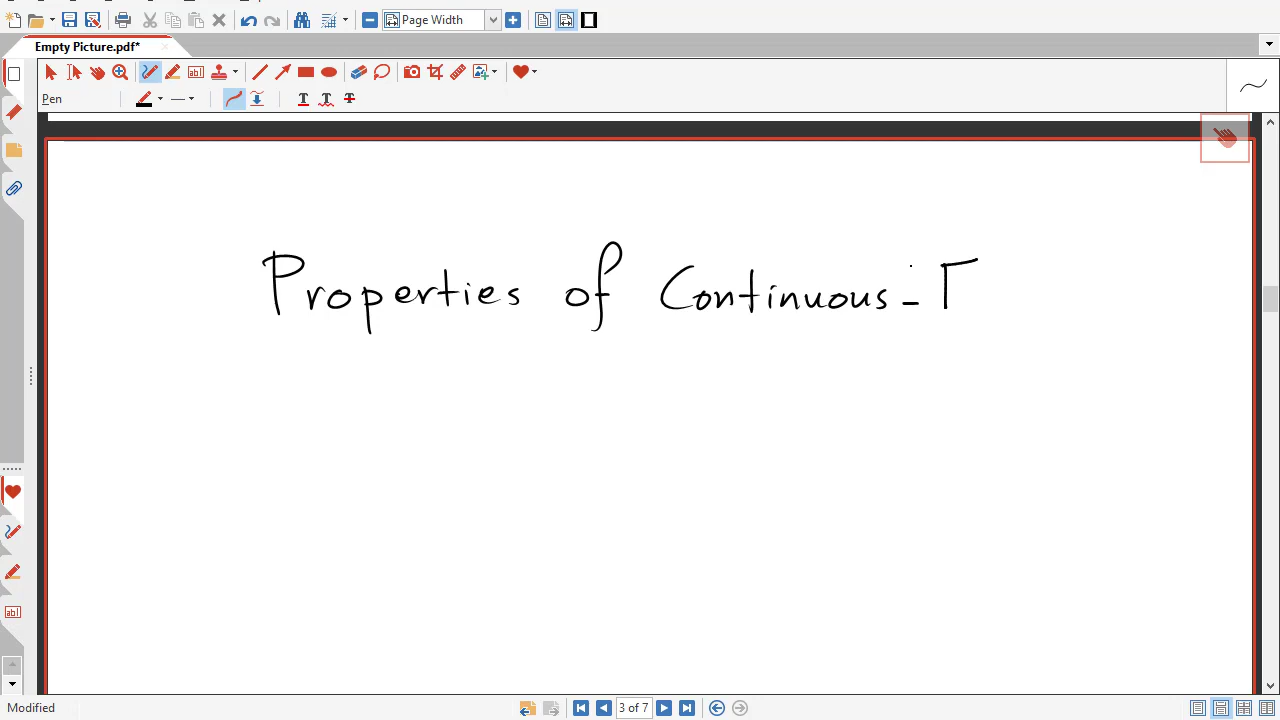 Page Width
Empty Picture.pdf*
Pen
Properties of Continuous-T
Modified
3 of 7